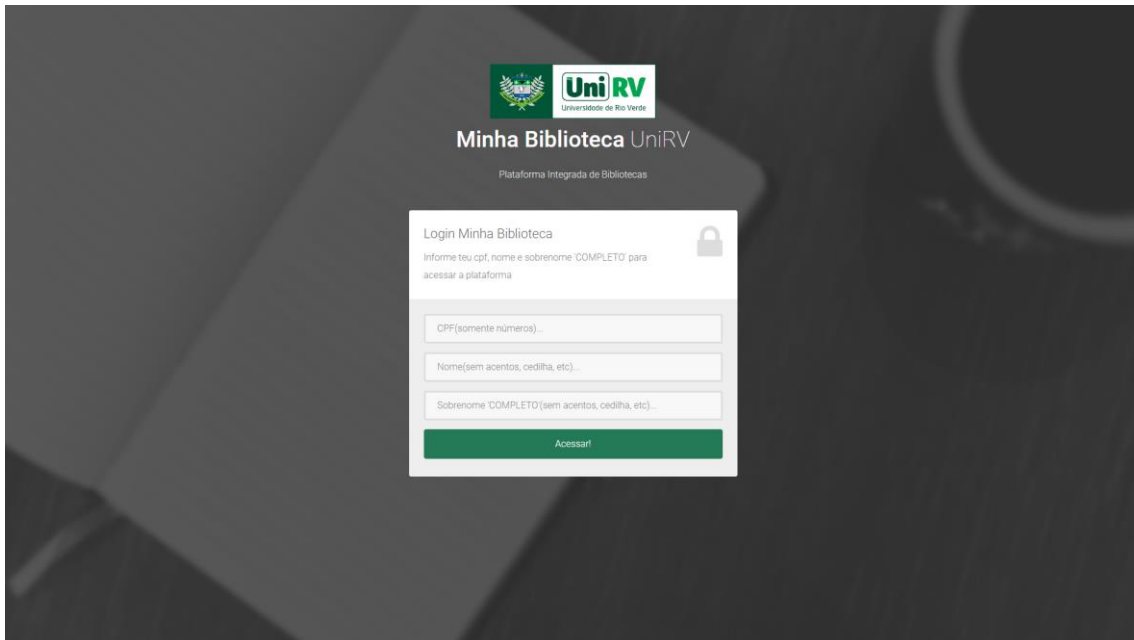 Uni RV
Universidade de Rio Verde
Minha Biblioteca UniRV
Plataforma Integrada de Bibliotecas
Login Minha Biblioteca
Informe teu cpf, nome e sobrenome 'COMPLETO' para
acessar a plataforma
CPF(somente números)...
Nome(sem acentos, cedilha, etc)...
Sobrenome 'COMPLETO'(sem acentos, cedilha, etc)...
Acessar!